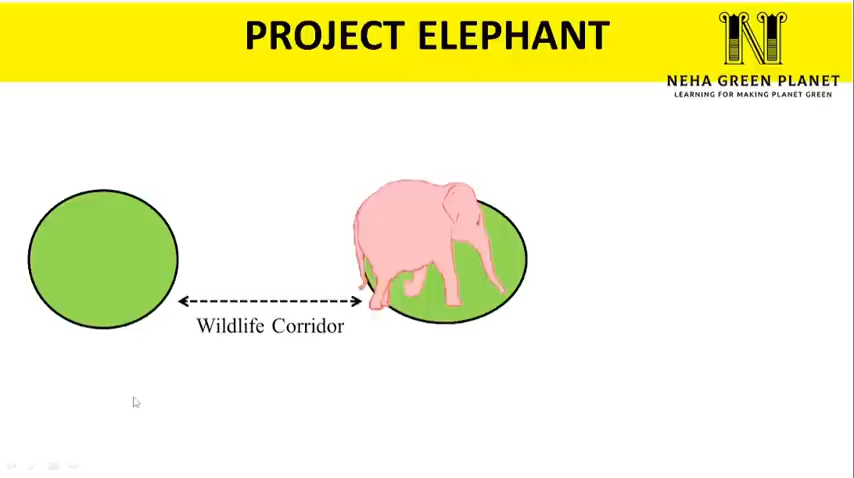 PROJECT ELEPHANT
N
NEHA GREEN PLANET
LEARNING FOR MAKING PLANET GREEN
Wildlife Corridor